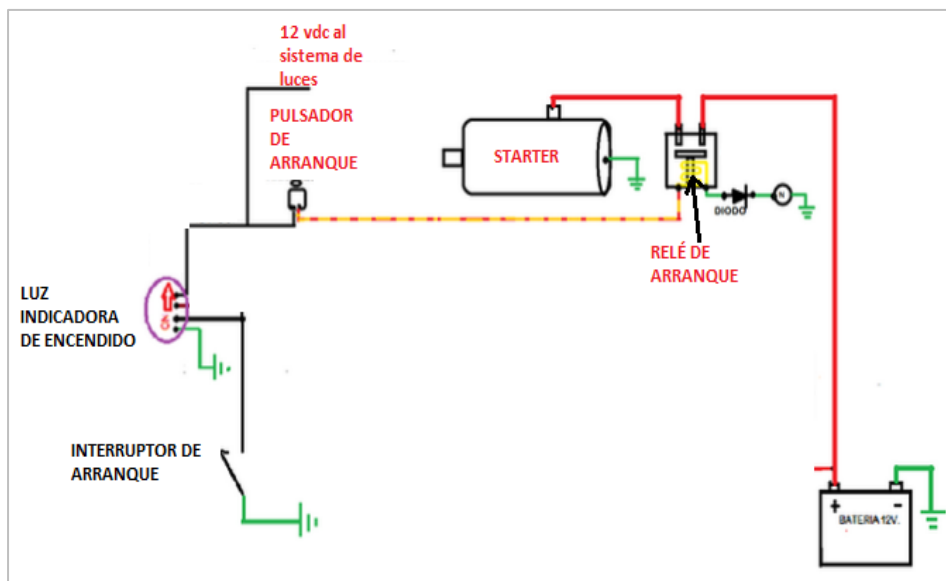 12 vdc al
sistema de
luces
PULSADOR
DE
ARRANQUE
STARTER
DIODO
N
RELÉ DE
ARRANQUE
LUZ
INDICADORA
DE ENCENDIDO
INTERRUPTOR DE
ARRANQUE
+ -
BATERIA 12V.